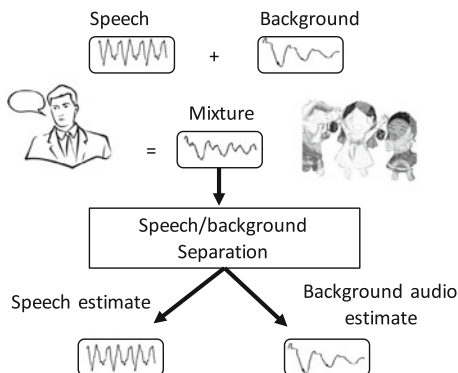 Speech
Background
+
Mixture
=
Speech/background
Separation
Speech estimate
Background audio
estimate